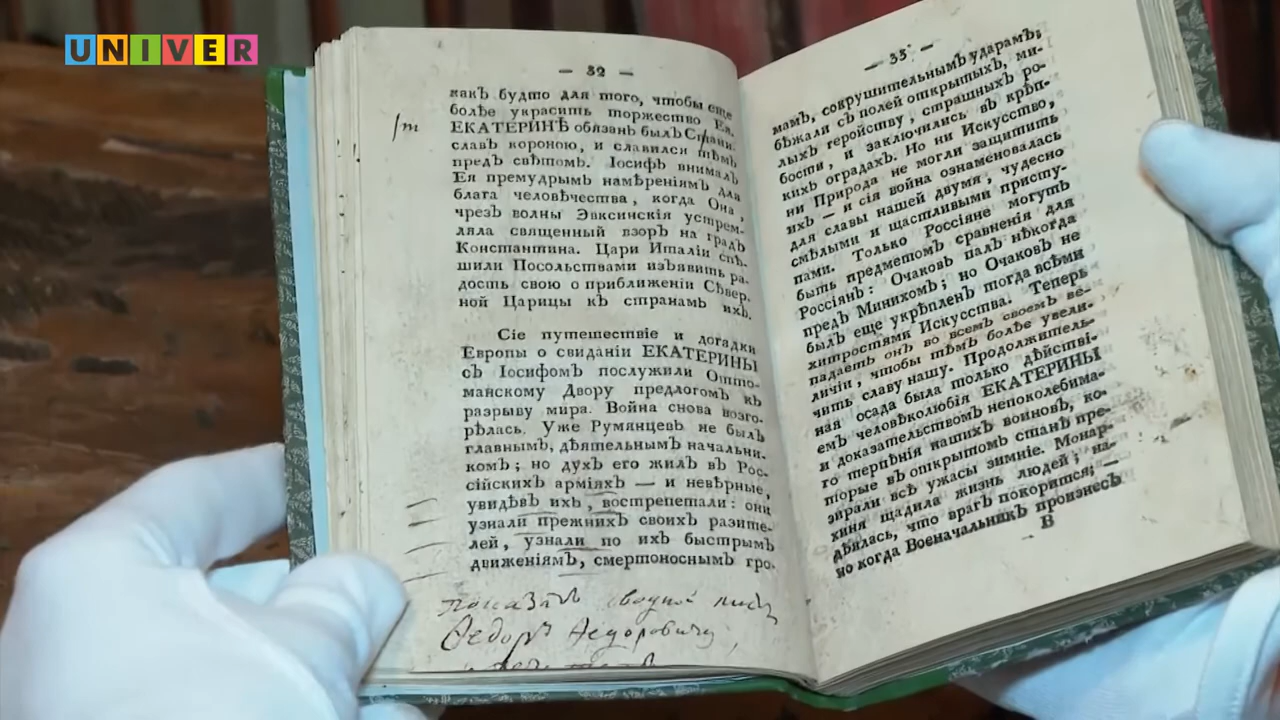 UNIVER
— 32 —
какъ будто для того, чтобы еще
болѣе украсить торжество Ея.
ЕКАТЕРИНѢ обязанъ былъ Стани-
славъ короною, и славился тѣмъ
предъ свѣтомъ. Іосифъ внималъ
Ея премудрымъ намѣреніямъ для
блага человѣчества, когда Она,
чрезъ волны Эвксинскія устрем-
ляла священный взоръ на градъ
Константина. Цари Италіи спѣ-
шили Посольствами изъявить ра-
дость свою о приближеніи Сѣвер-
ной Царицы къ странамъ ихъ.
Сіе путешествіе и догадки
Европы о свиданіи ЕКАТЕРИНЫ
съ Іосифомъ послужили Отто-
манскому Двору предлогомъ къ
разрыву мира. Война снова возго-
рѣлась. Уже Румянцевъ не былъ
главнымъ, дѣятельнымъ начальни-
комъ; но духъ его жилъ въ Рос-
сійскихъ арміяхъ — и невѣрные,
увидѣвъ ихъ, вострепетали: они
узнали прежнихъ своихъ разите-
лей, узнали по ихъ быстрымъ
движеніямъ, смертоноснымъ гро-
показать
Ѳедоръ Ѳедоровичу,
— 33 —
мамъ, сокрушительнымъ ударамъ;
бѣжали съ полей открытыхъ, ми-
лыхъ геройству, страшныхъ ро-
бости, и заключились въ крѣп-
кихъ оградахъ. Но ни Искусство,
ни Природа не могли защитить
ихъ — и сія война ознаменовалась
для славы нашей двумя, чудесно
смѣлыми и щастливыми присту-
пами. Только Россіяне могутъ
быть предметомъ сравненія для
Россіянъ: Очаковъ палъ нѣкогда
предъ Минихомъ; но Очаковъ не
былъ еще укрѣпленъ тогда всѣми
хитростями Искусства. Теперь
падаетъ онъ во всемъ своемъ ве-
личіи, чтобы тѣмъ болѣе увели-
чить славу нашу. Продолжитель-
ная осада была только дѣйстві-
емъ человѣколюбія ЕКАТЕРИНЫ
и доказательствомъ непоколебима-
го терпѣнія нашихъ воиновъ, ко-
торые въ открытомъ станѣ пре-
зирали всѣ ужасы зимніе. Монар-
хиня щадила жизнь людей; на-
дѣялась, что врагъ покорится; —
но когда Военачальникъ произнесъ
В